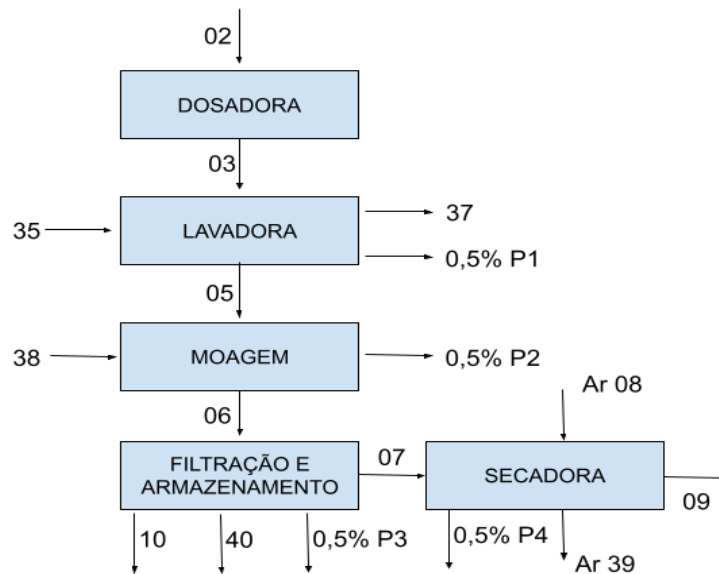 02
DOSADORA
03
35
LAVADORA
37
0,5% P1
05
38
MOAGEM
0,5% P2
06
Ar 08
FILTRAÇÃO E
ARMAZENAMENTO
07
SECADORA
09
10
40
0,5% P3
0,5% P4
Ar 39